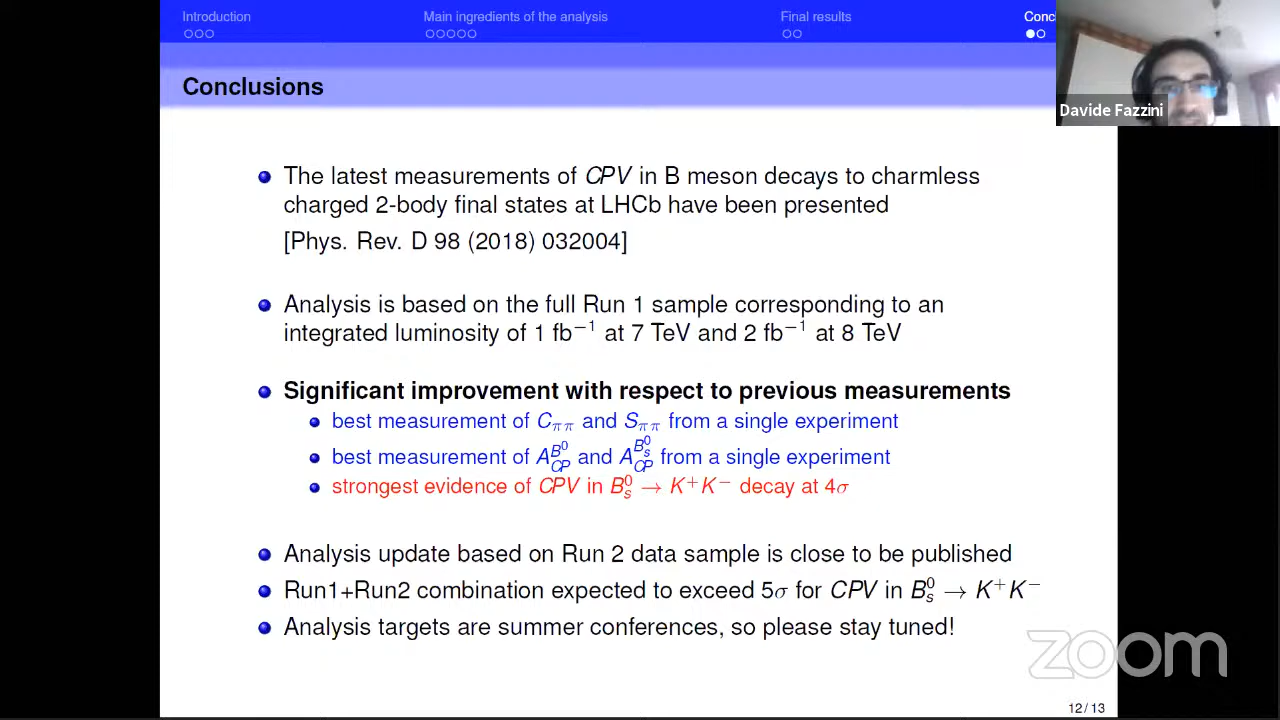 Introduction
Main ingredients of the analysis
Final results
Conc
Davide Fazzini
Conclusions
The latest measurements of CPV in B meson decays to charmless
charged 2-body final states at LHCb have been presented
[Phys. Rev. D 98 (2018) 032004]
Analysis is based on the full Run 1 sample corresponding to an
integrated luminosity of 1 fb⁻¹ at 7 TeV and 2 fb⁻¹ at 8 TeV
Significant improvement with respect to previous measurements
best measurement of C_ππ and S_ππ from a single experiment
best measurement of A_CP^{B^0} and A_CP^{B_s^0} from a single experiment
strongest evidence of CPV in B_s^0 → K⁺K⁻ decay at 4σ
Analysis update based on Run 2 data sample is close to be published
Run1+Run2 combination expected to exceed 5σ for CPV in B_s^0 → K⁺K⁻
Analysis targets are summer conferences, so please stay tuned!
zoom
12/13